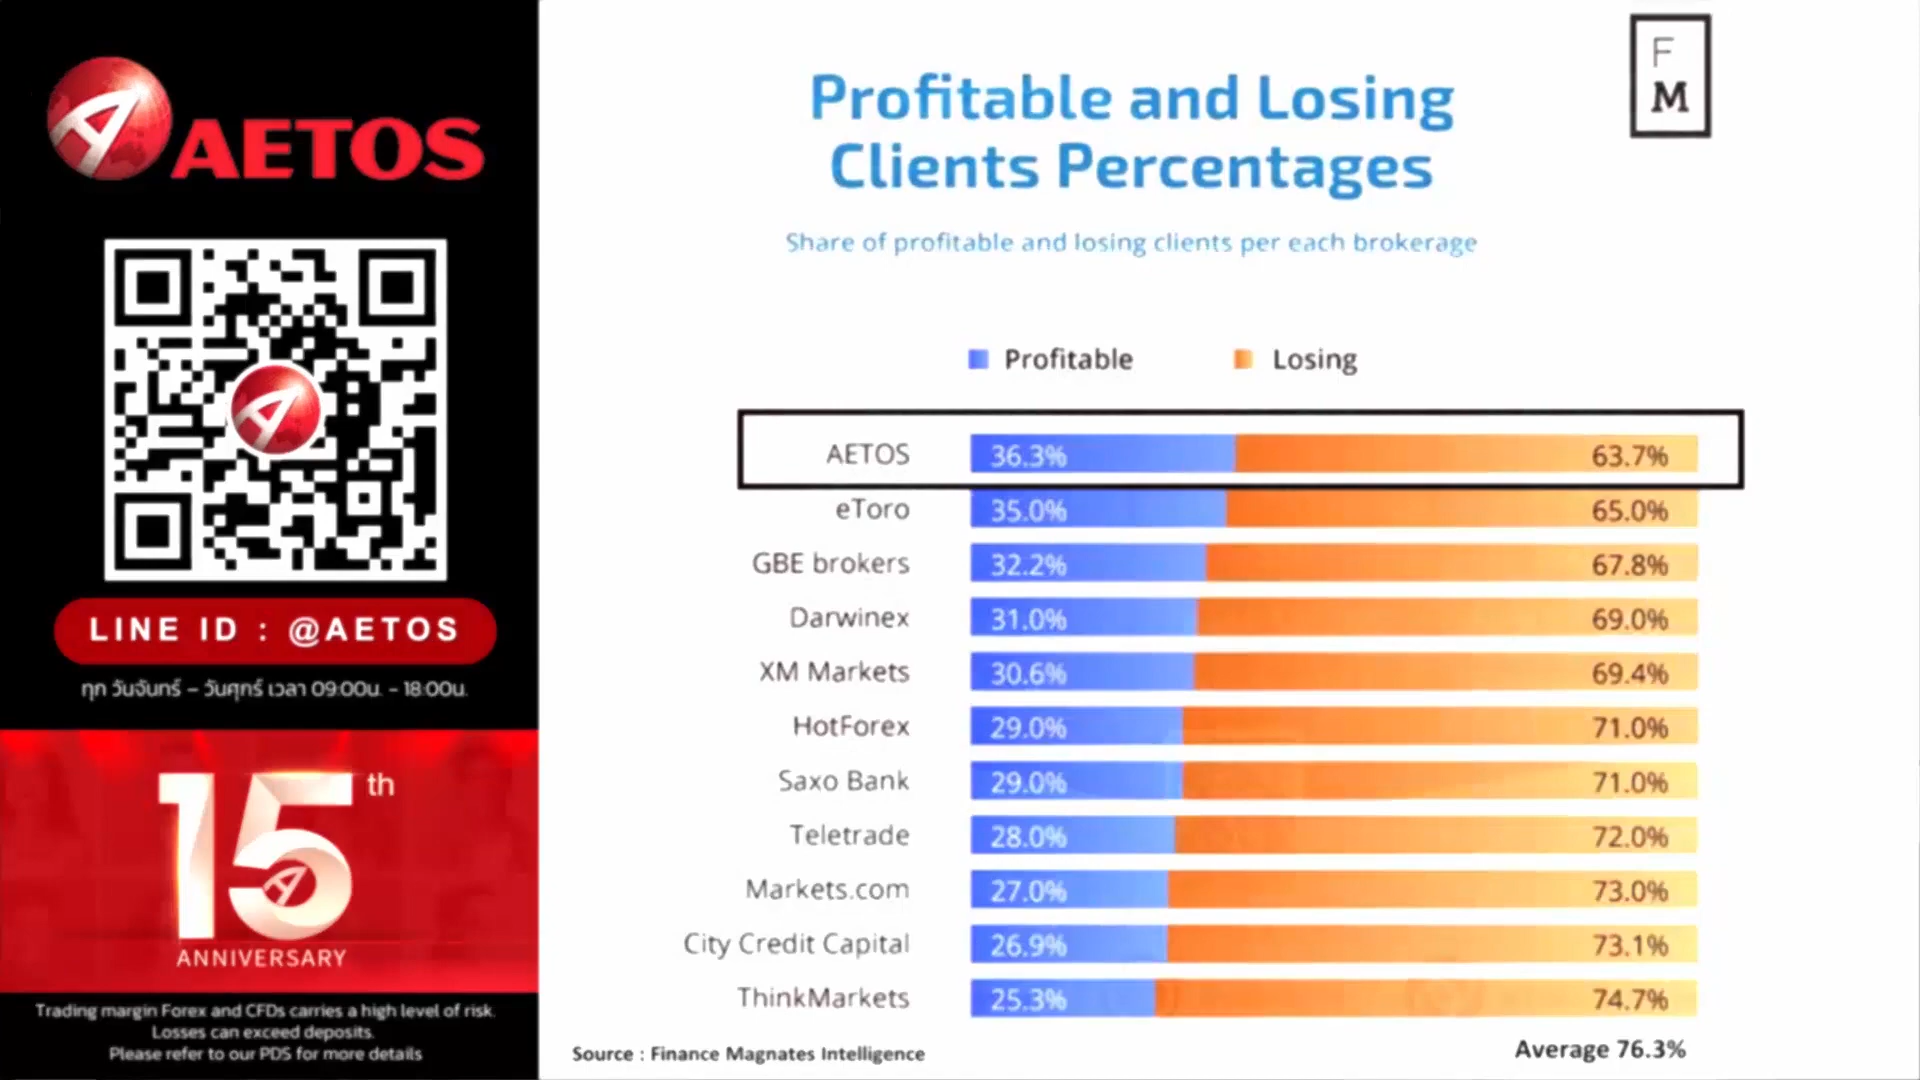 AETOS
LINE ID : @AETOS
ทุก วันจันทร์ – วันศุกร์ เวลา 09:00น. - 18:00น.
15th
ANNIVERSARY
Trading margin Forex and CFDs carries a high level of risk.
Losses can exceed deposits.
Please refer to our PDS for more details
F
M
Profitable and Losing
Clients Percentages
Share of profitable and losing clients per each brokerage
Profitable Losing
AETOS 36.3% 63.7%
eToro 35.0% 65.0%
GBE brokers 32.2% 67.8%
Darwinex 31.0% 69.0%
XM Markets 30.6% 69.4%
HotForex 29.0% 71.0%
Saxo Bank 29.0% 71.0%
Teletrade 28.0% 72.0%
Markets.com 27.0% 73.0%
City Credit Capital 26.9% 73.1%
ThinkMarkets 25.3% 74.7%
Source : Finance Magnates Intelligence
Average 76.3%